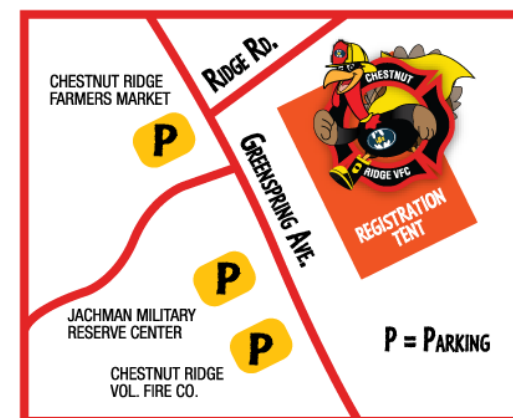 RIDGE RD.
CHESTNUT RIDGE
FARMERS MARKET
P
GREENSPRING AVE.
CHESTNUT
RIDGE VFC
REGISTRATION
TENT
P
JACHMAN MILITARY
RESERVE CENTER
P
P = PARKING
CHESTNUT RIDGE
VOL. FIRE CO.